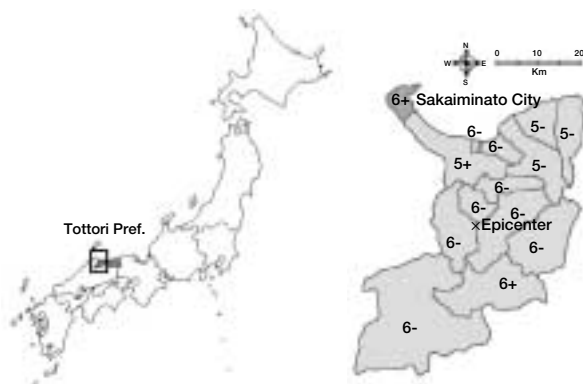 N
W E
S
0 10 20
Km
6+ Sakaiminato City
6-
6-
5-
5-
5+
5-
6-
Tottori Pref.
6-
6-
×Epicenter
6-
6-
6+
6-